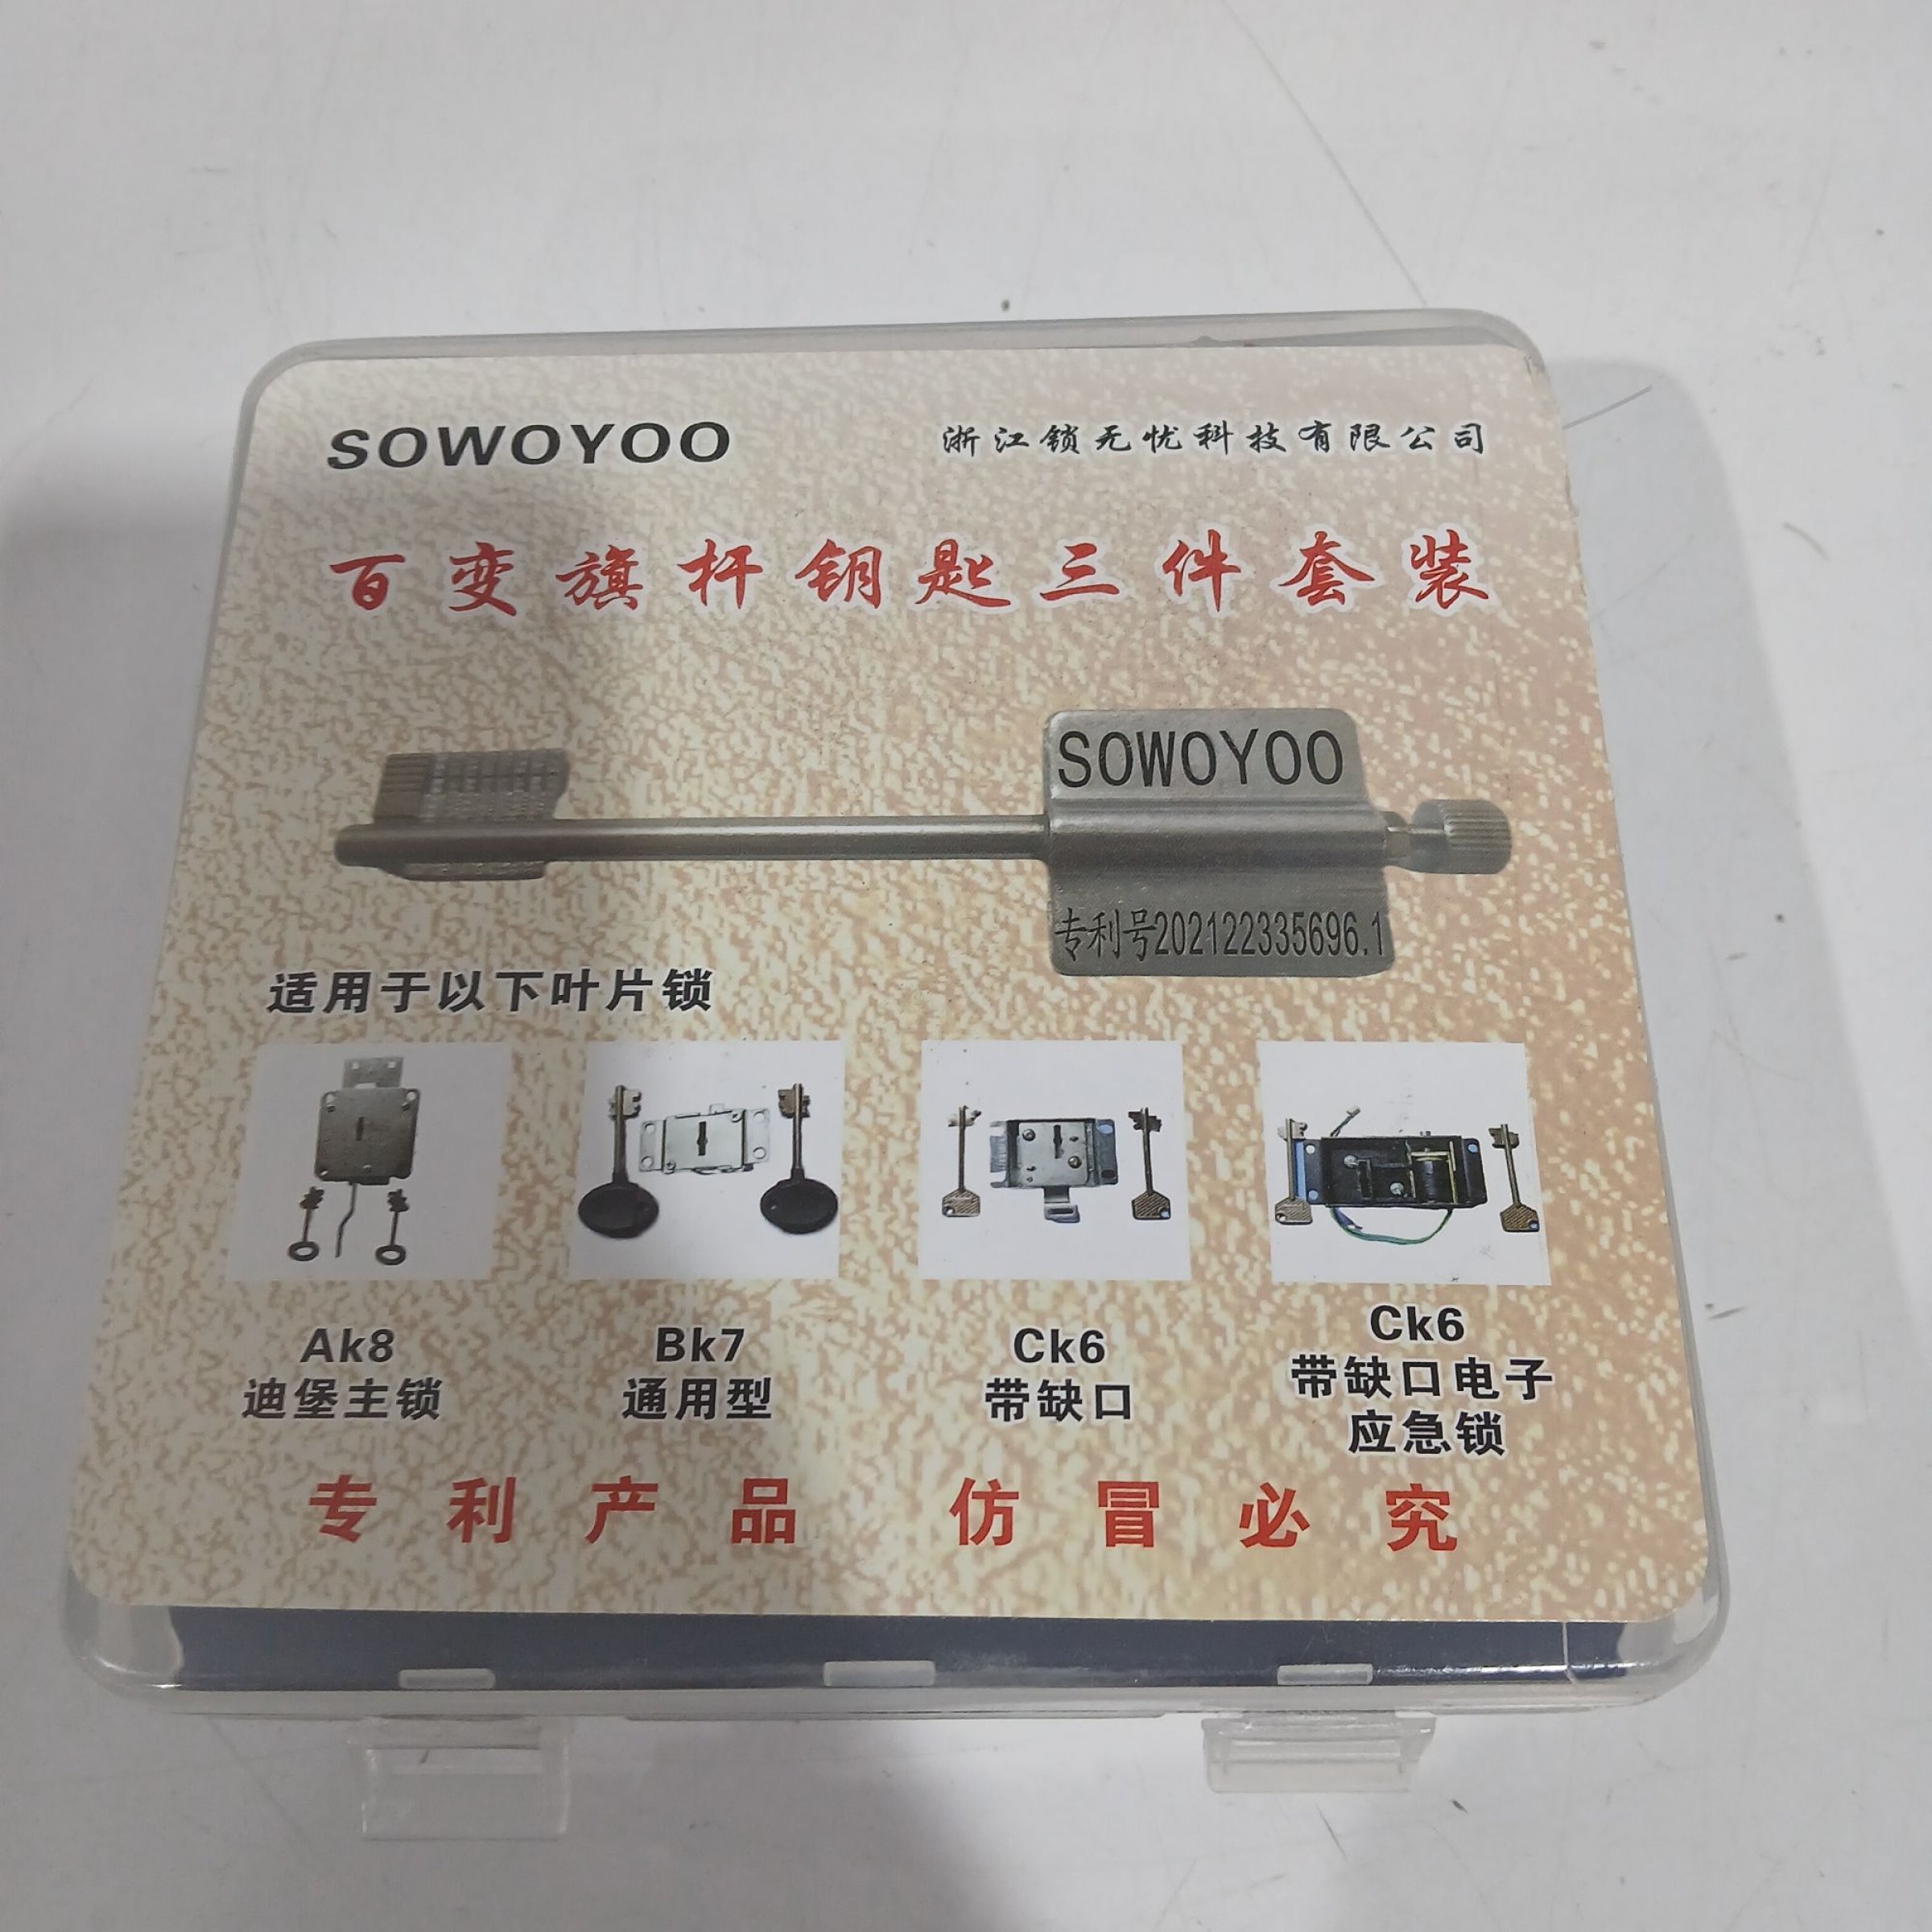 SOWOYOO
浙江锁无忧科技有限公司
百变旗杆钥匙三件套装
SOWOYOO
专利号202122335696.1
适用于以下叶片锁
Ak8
迪堡主锁
Bk7
通用型
Ck6
带缺口
Ck6
带缺口电子
应急锁
专利产品 仿冒必究